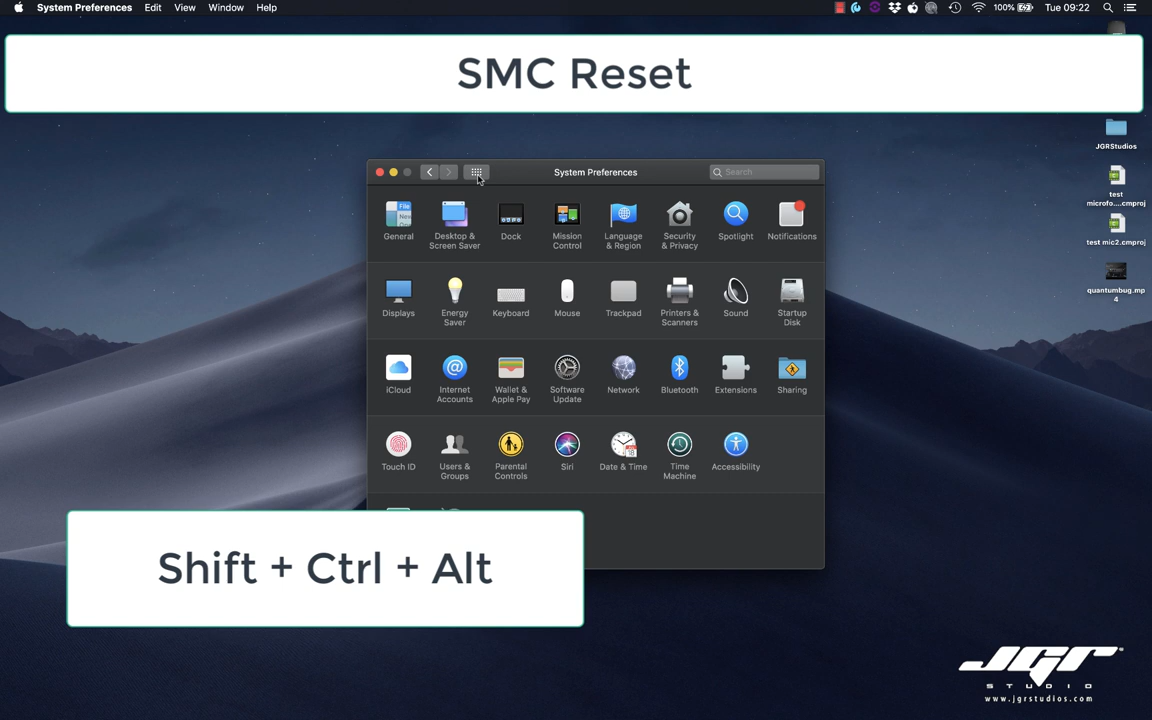 System Preferences Edit View Window Help
100% Tue 09:22
SMC Reset
JGRStudios
test
microfo....cmproj
test mic2.cmproj
quantumbug.mp
4
System Preferences
Search
General
Desktop &
Screen Saver
Dock
Mission
Control
Language
& Region
Security
& Privacy
Spotlight
Notifications
Displays
Energy
Saver
Keyboard
Mouse
Trackpad
Printers &
Scanners
Sound
Startup
Disk
iCloud
Internet
Accounts
Wallet &
Apple Pay
Software
Update
Network
Bluetooth
Extensions
Sharing
Touch ID
Users &
Groups
Parental
Controls
Siri
Date & Time
Time
Machine
Accessibility
Shift + Ctrl + Alt
JGR
STUDIO
www.jgrstudios.com